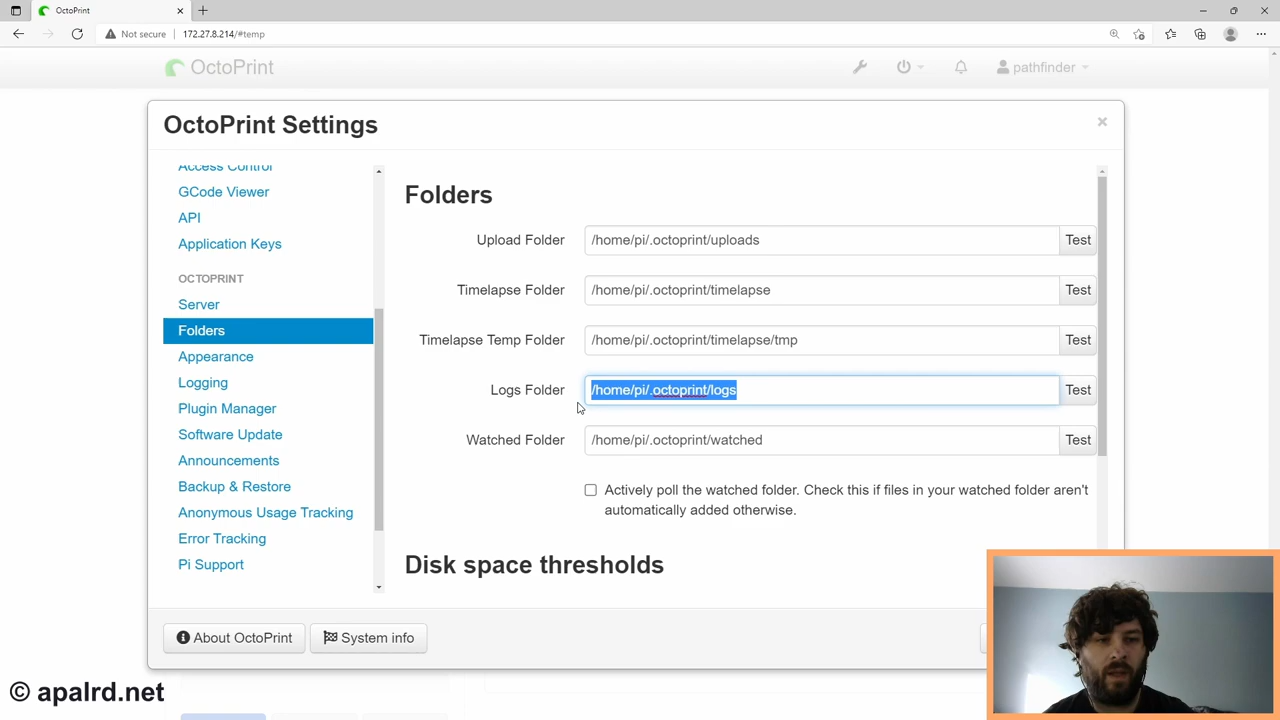 OctoPrint
Not secure
172.27.8.214/#temp
OctoPrint
pathfinder
OctoPrint Settings
Access Control
GCode Viewer
API
Application Keys
OCTOPRINT
Server
Folders
Appearance
Logging
Plugin Manager
Software Update
Announcements
Backup & Restore
Anonymous Usage Tracking
Error Tracking
Pi Support
Folders
Upload Folder /home/pi/.octoprint/uploads Test
Timelapse Folder /home/pi/.octoprint/timelapse Test
Timelapse Temp Folder /home/pi/.octoprint/timelapse/tmp Test
Logs Folder /home/pi/.octoprint/logs Test
Watched Folder /home/pi/.octoprint/watched Test
Actively poll the watched folder. Check this if files in your watched folder aren't
automatically added otherwise.
Disk space thresholds
About OctoPrint
System info
© apalrd.net